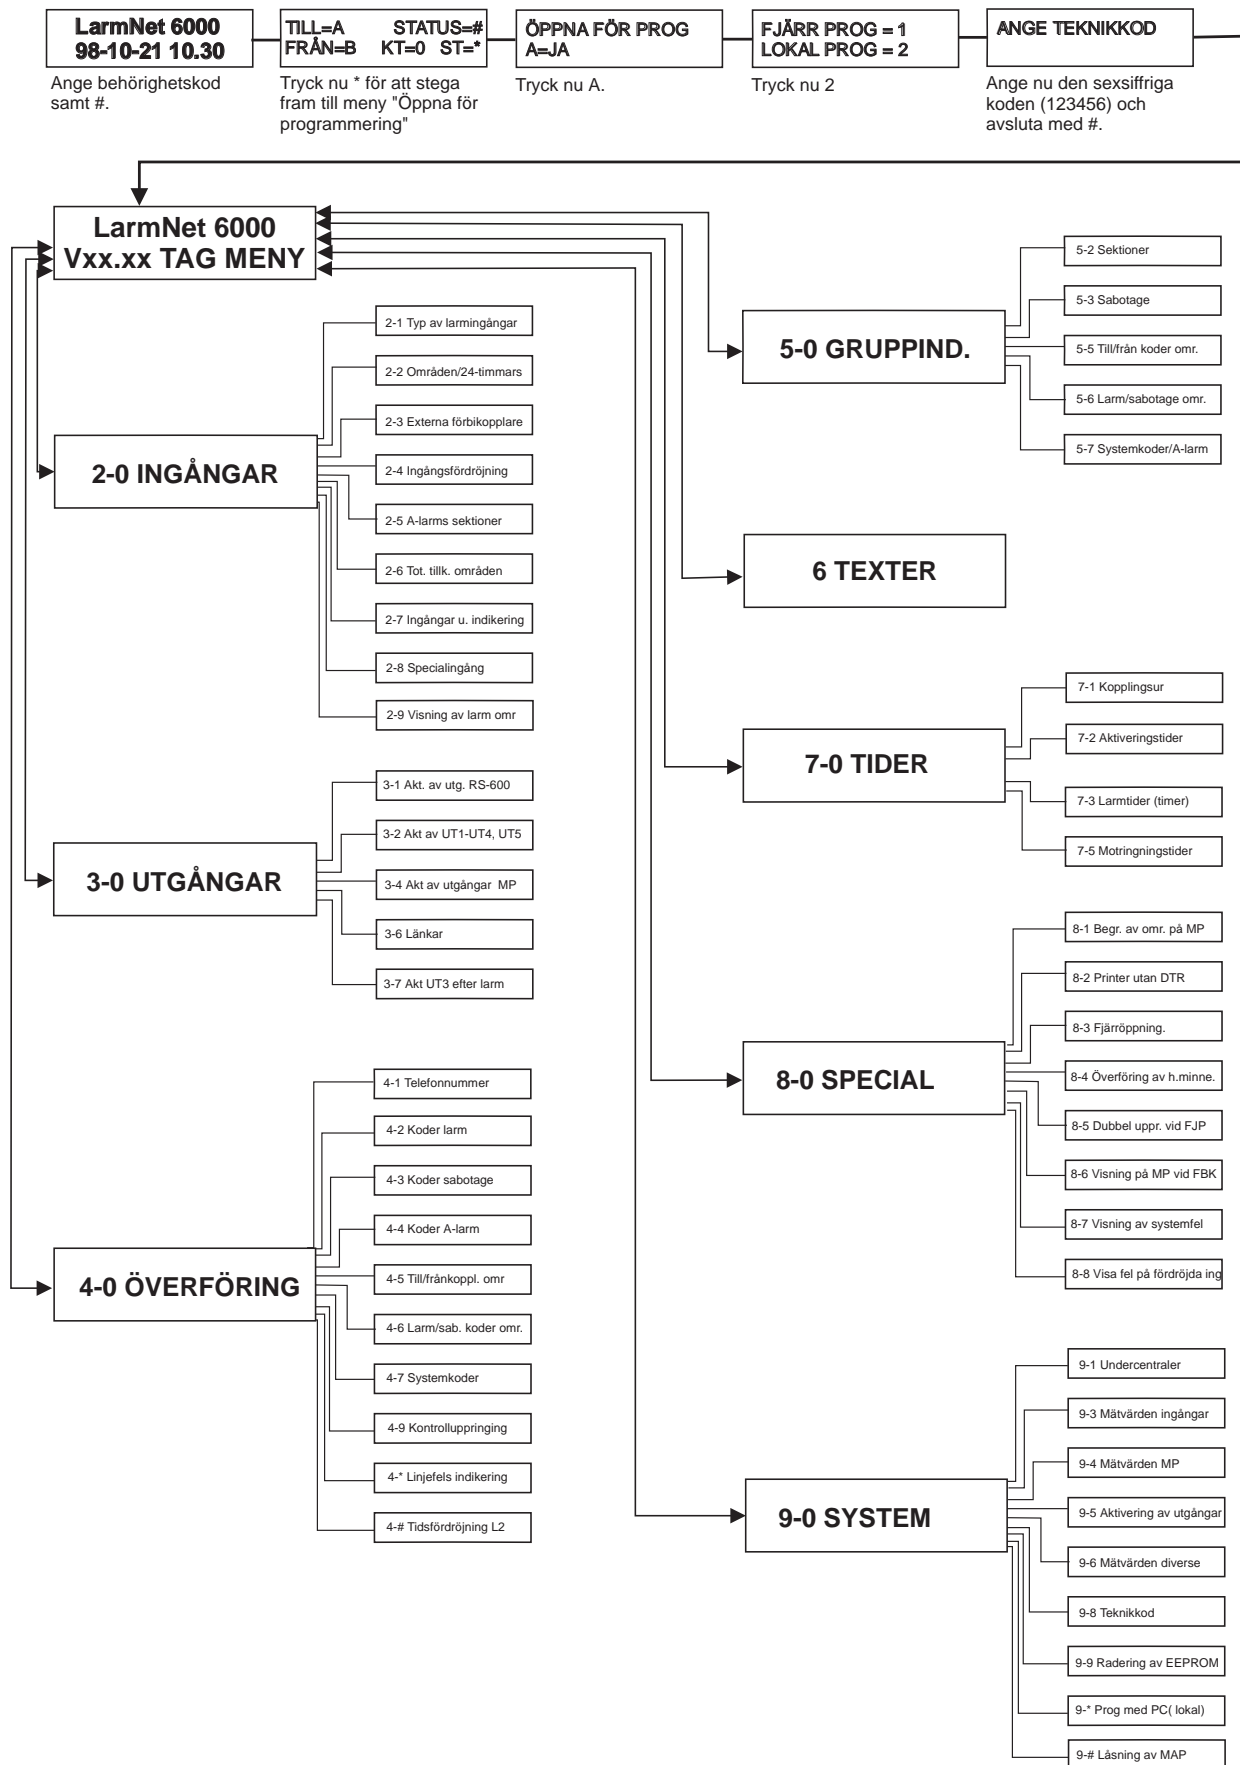 LarmNet 6000
98-10-21 10.30
Ange behörighetskod
samt #.
TILL=A STATUS=#
FRÅN=B KT=0 ST=*
Tryck nu * för att stega
fram till meny "Öppna för
programmering"
ÖPPNA FÖR PROG
A=JA
Tryck nu A.
FJÄRR PROG = 1
LOKAL PROG = 2
Tryck nu 2
ANGE TEKNIKKOD
Ange nu den sexsiffriga
koden (123456) och
avsluta med #.
LarmNet 6000
Vxx.xx TAG MENY
2-0 INGÅNGAR
2-1 Typ av larmingångar
2-2 Områden/24-timmars
2-3 Externa förbikopplare
2-4 Ingångsfördröjning
2-5 A-larms sektioner
2-6 Tot. tillk. områden
2-7 Ingångar u. indikering
2-8 Specialingång
2-9 Visning av larm omr
3-0 UTGÅNGAR
3-1 Akt. av utg. RS-600
3-2 Akt av UT1-UT4, UT5
3-4 Akt av utgångar MP
3-6 Länkar
3-7 Akt UT3 efter larm
4-0 ÖVERFÖRING
4-1 Telefonnummer
4-2 Koder larm
4-3 Koder sabotage
4-4 Koder A-larm
4-5 Till/frånkoppl. omr
4-6 Larm/sab. koder omr.
4-7 Systemkoder
4-9 Kontrolluppringing
4-* Linjefels indikering
4-# Tidsfördröjning L2
5-0 GRUPPIND.
5-2 Sektioner
5-3 Sabotage
5-5 Till/från koder omr.
5-6 Larm/sabotage omr.
5-7 Systemkoder/A-larm
6 TEXTER
7-0 TIDER
7-1 Kopplingsur
7-2 Aktiveringstider
7-3 Larmtider (timer)
7-5 Motringningstider
8-0 SPECIAL
8-1 Begr. av omr. på MP
8-2 Printer utan DTR
8-3 Fjärröppning.
8-4 Överföring av h.minne.
8-5 Dubbel uppr. vid FJP
8-6 Visning på MP vid FBK
8-7 Visning av systemfel
8-8 Visa fel på fördröjda ing
9-0 SYSTEM
9-1 Undercentraler
9-3 Mätvärden ingångar
9-4 Mätvärden MP
9-5 Aktivering av utgångar
9-6 Mätvärden diverse
9-8 Teknikkod
9-9 Radering av EEPROM
9-* Prog med PC( lokal)
9-# Låsning av MAP